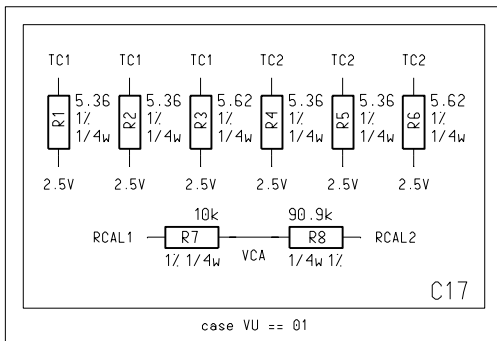 TC1 TC1 TC1 TC2 TC2 TC2
R1 5.36 1% 1/4w
R2 5.36 1% 1/4w
R3 5.62 1% 1/4w
R4 5.36 1% 1/4w
R5 5.36 1% 1/4w
R6 5.62 1% 1/4w
2.5V 2.5V 2.5V 2.5V 2.5V 2.5V
10k 90.9k
RCAL1 R7 R8 RCAL2
1% 1/4w VCA 1/4w 1%
C17
case VU == 01